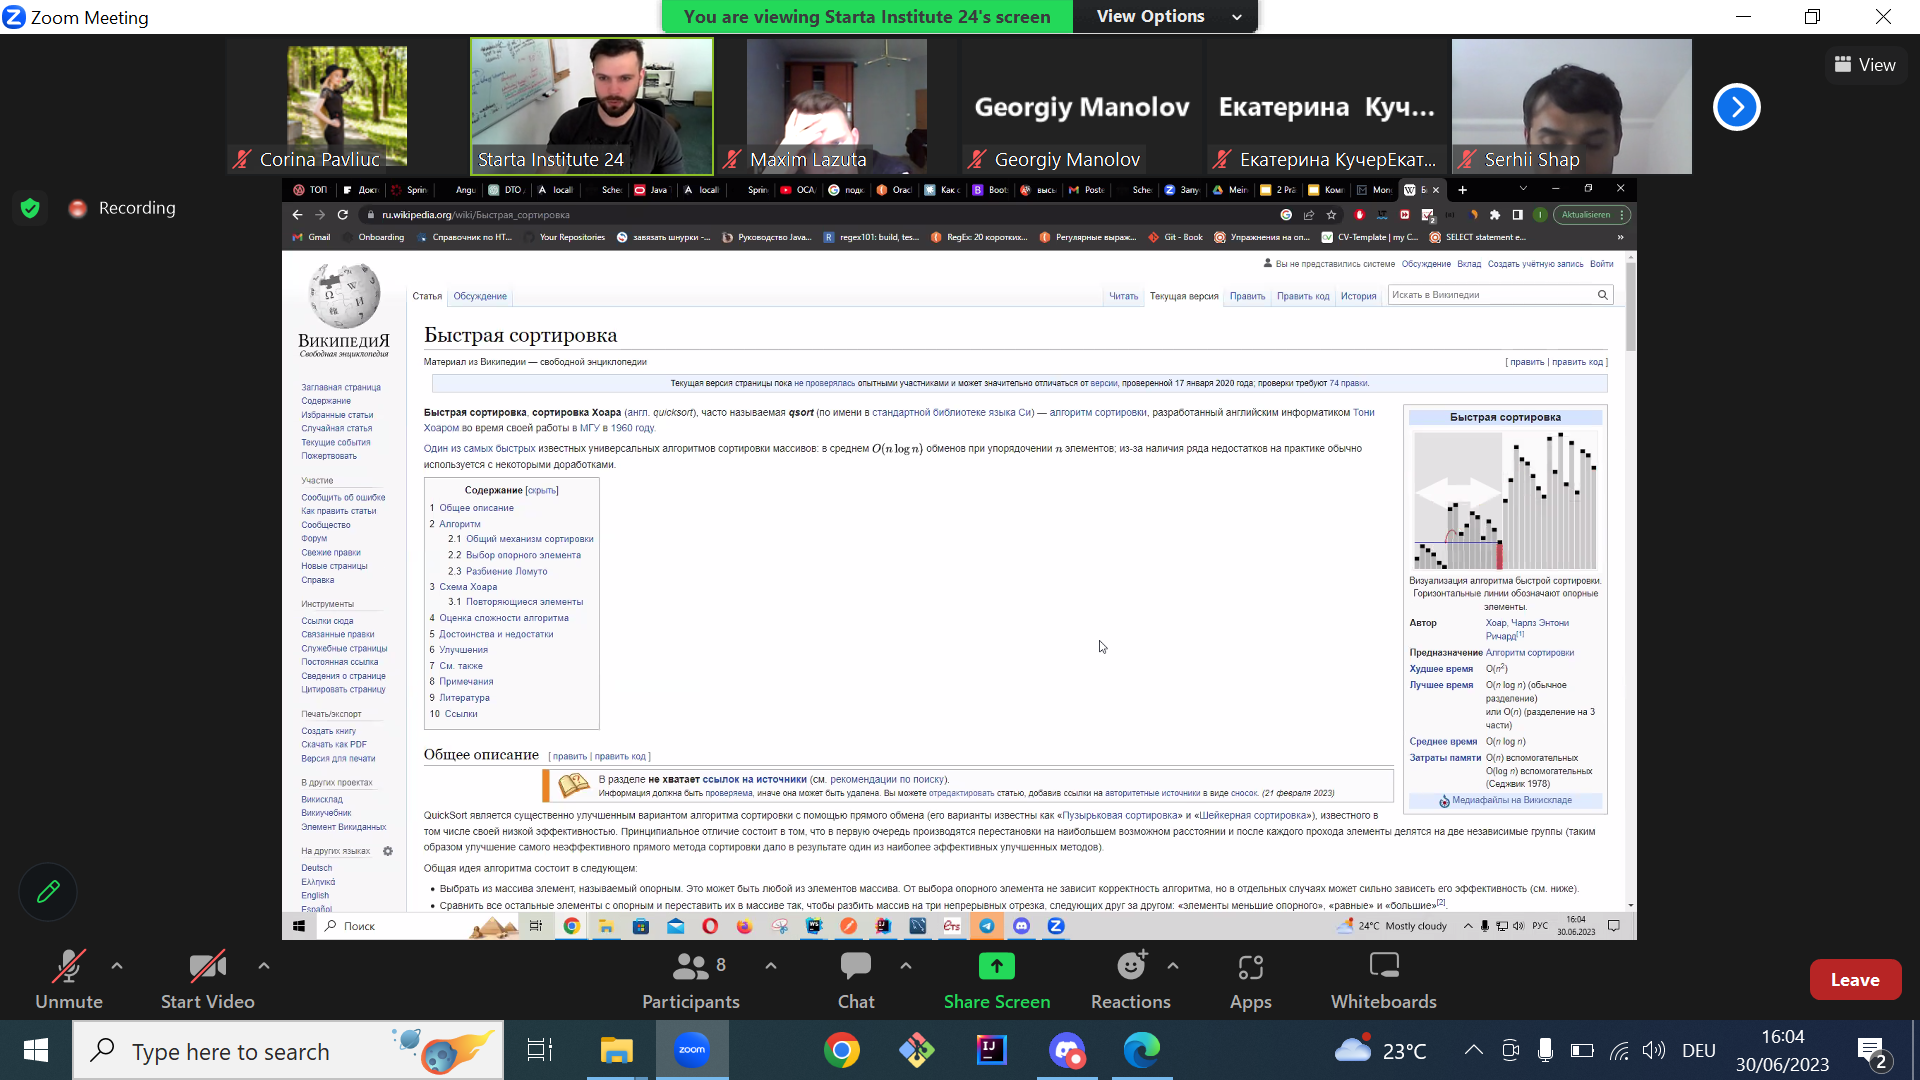 Zoom Meeting
You are viewing Starta Institute 24's screen
View Options
Corina Pavliuc
Starta Institute 24
Maxim Lazuta
Georgiy Manolov
Georgiy Manolov
Екатерина Куч...
Екатерина КучерЕкат...
Serhii Shap
View
Recording
ТОП
Spring
Angu
DTO
locall
Sche
Java
locall
Sprin
OCA
подк
Как с
Boot
Poste
Sche
Запу
Mein
2 Prä
Комп
ru.wikipedia.org/wiki/Быстрая_сортировка
Aktualisieren
Gmail
Onboarding
Справочник по HT...
Your Repositories
завязать шнурки -...
Руководство Java...
regex101: build, tes...
RegEx: 20 коротких...
Регулярные выраж...
Git - Book
Упражнения на оп...
CV-Template | my C...
SELECT statement e...
Вы не представились системе Обсуждение Вклад Создать учётную запись Войти
Статья Обсуждение
Читать Текущая версия Править Править код История
Искать в Википедии
ВИКИПЕДИЯ
Свободная энциклопедия
Заглавная страница
Содержание
Избранные статьи
Случайная статья
Текущие события
Пожертвовать
Участие
Сообщить об ошибке
Как править статьи
Сообщество
Форум
Свежие правки
Новые страницы
Справка
Инструменты
Ссылки сюда
Связанные правки
Служебные страницы
Постоянная ссылка
Сведения о странице
Цитировать страницу
Печать/экспорт
Создать книгу
Скачать как PDF
Версия для печати
В других проектах
Викисклад
Викиучебник
Элемент Викиданных
На других языках
Deutsch
Ελληνικά
English
Español
Быстрая сортировка
Материал из Википедии — свободной энциклопедии
[ править | править код ]
Текущая версия страницы пока не проверялась опытными участниками и может значительно отличаться от версии, проверенной 17 января 2020 года; проверки требуют 74 правки.
Быстрая сортировка, сортировка Хоара (англ. quicksort), часто называемая qsort (по имени в стандартной библиотеке языка Си) — алгоритм сортировки, разработанный английским информатиком Тони
Хоаром во время своей работы в МГУ в 1960 году.
Один из самых быстрых известных универсальных алгоритмов сортировки массивов: в среднем O(n log n) обменов при упорядочении n элементов; из-за наличия ряда недостатков на практике обычно
используется с некоторыми доработками.
Содержание [скрыть]
1 Общее описание
2 Алгоритм
2.1 Общий механизм сортировки
2.2 Выбор опорного элемента
2.3 Разбиение Ломуто
3 Схема Хоара
3.1 Повторяющиеся элементы
4 Оценка сложности алгоритма
5 Достоинства и недостатки
6 Улучшения
7 См. также
8 Примечания
9 Литература
10 Ссылки
Быстрая сортировка
Визуализация алгоритма быстрой сортировки.
Горизонтальные линии обозначают опорные
элементы.
Автор Хоар, Чарлз Энтони
Ричард[1]
Предназначение Алгоритм сортировки
Худшее время O(n²)
Лучшее время O(n log n) (обычное
разделение)
или O(n) (разделение на 3
части)
Среднее время O(n log n)
Затраты памяти O(n) вспомогательных
O(log n) вспомогательных
(Седжвик 1978)
Медиафайлы на Викискладе
Общее описание [ править | править код ]
В разделе не хватает ссылок на источники (см. рекомендации по поиску).
Информация должна быть проверяема, иначе она может быть удалена. Вы можете отредактировать статью, добавив ссылки на авторитетные источники в виде сносок. (21 февраля 2023)
QuickSort является существенно улучшенным вариантом алгоритма сортировки с помощью прямого обмена (его варианты известны как «Пузырьковая сортировка» и «Шейкерная сортировка»), известного в
том числе своей низкой эффективностью. Принципиальное отличие состоит в том, что в первую очередь производятся перестановки на наибольшем возможном расстоянии и после каждого прохода элементы делятся на две независимые группы (таким
образом улучшение самого неэффективного прямого метода сортировки дало в результате один из наиболее эффективных улучшенных методов).
Общая идея алгоритма состоит в следующем:
• Выбрать из массива элемент, называемый опорным. Это может быть любой из элементов массива. От выбора опорного элемента не зависит корректность алгоритма, но в отдельных случаях может сильно зависеть его эффективность (см. ниже).
• Сравнить все остальные элементы с опорным и переставить их в массиве так, чтобы разбить массив на три непрерывных отрезка, следующих друг за другом: «элементы меньшие опорного», «равные» и «большие»[2].
Поиск
24°C Mostly cloudy
РУС
16:04
30.06.2023
Unmute
Start Video
8
Participants
Chat
Share Screen
Reactions
Apps
Whiteboards
Leave
Type here to search
zoom
23°C
DEU
16:04
30/06/2023
2